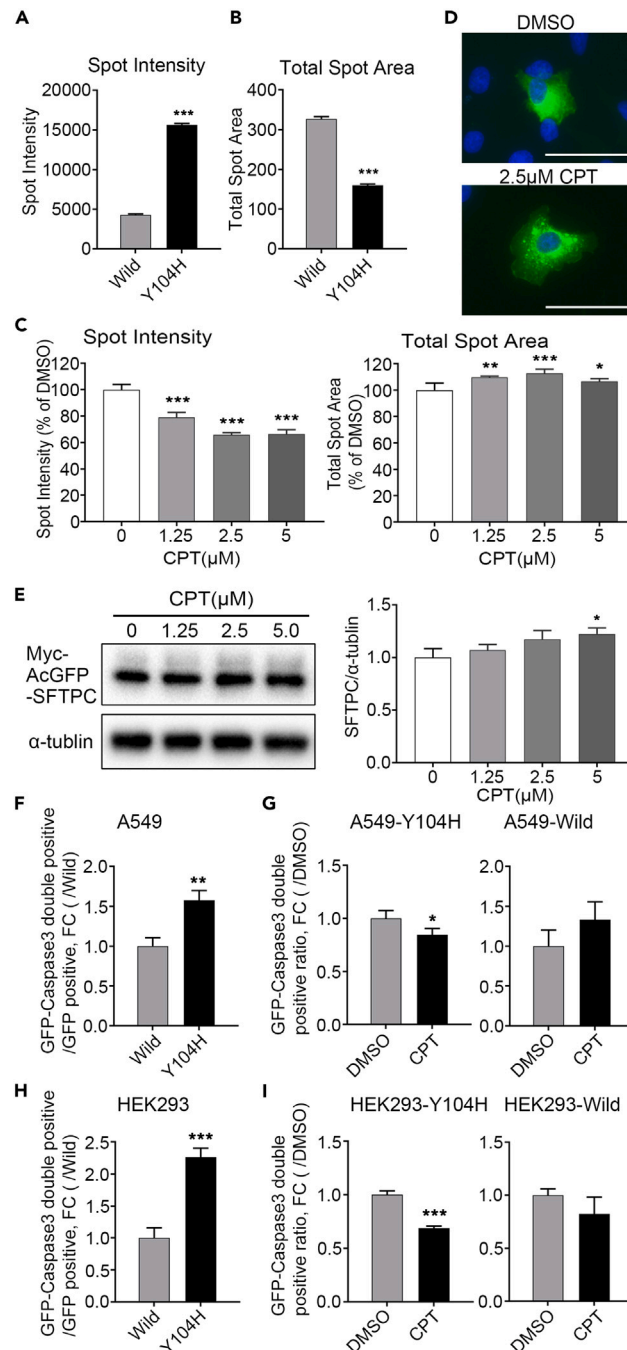 A
Spot Intensity
Spot Intensity
20000
15000
10000
5000
0
***
Wild
Y104H
B
Total Spot Area
Total Spot Area
400
300
200
100
0
***
Wild
Y104H
D
DMSO
2.5μM CPT
C
Spot Intensity
Spot Intensity (% of DMSO)
120
100
80
60
40
20
0
***
***
***
0 1.25 2.5 5
CPT(μM)
Total Spot Area
Total Spot Area
(% of DMSO)
120
100
80
60
40
20
0
**
***
*
0 1.25 2.5 5
CPT(μM)
E
CPT(μM)
0 1.25 2.5 5.0
Myc-
AcGFP
-SFTPC
α-tublin
SFTPC/α-tublin
1.5
1.0
0.5
0.0
*
0 1.25 2.5 5
CPT(μM)
F
A549
GFP-Caspase3 double positive
/GFP positive, FC ( /Wild)
2.0
1.5
1.0
0.5
0.0
**
Wild
Y104H
G
A549-Y104H
GFP-Caspase3 double
positive ratio, FC ( /DMSO)
1.5
1.0
0.5
0.0
*
DMSO
CPT
A549-Wild
2.0
1.5
1.0
0.5
0.0
DMSO
CPT
H
HEK293
GFP-Caspase3 double positive
/GFP positive, FC ( /Wild)
2.5
2.0
1.5
1.0
0.5
0.0
***
Wild
Y104H
I
HEK293-Y104H
GFP-Caspase3 double
positive ratio, FC ( /DMSO)
1.5
1.0
0.5
0.0
***
DMSO
CPT
HEK293-Wild
1.5
1.0
0.5
0.0
DMSO
CPT